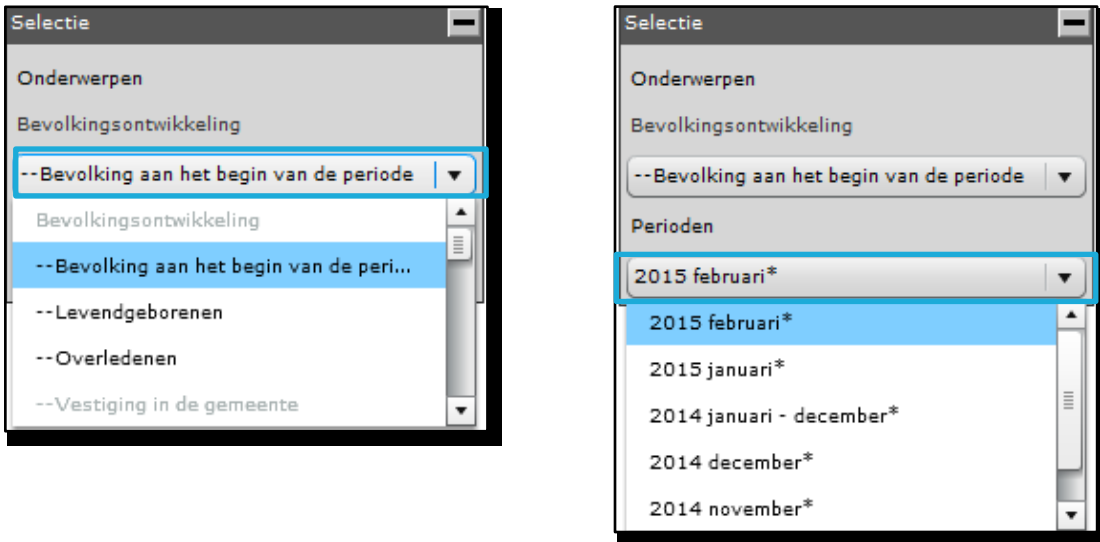 Selectie
Onderwerpen
Bevolkingsontwikkeling
--Bevolking aan het begin van de periode
Bevolkingsontwikkeling
--Bevolking aan het begin van de peri...
--Levendgeborenen
--Overledenen
--Vestiging in de gemeente
Selectie
Onderwerpen
Bevolkingsontwikkeling
--Bevolking aan het begin van de periode
Perioden
2015 februari*
2015 februari*
2015 januari*
2014 januari - december*
2014 december*
2014 november*